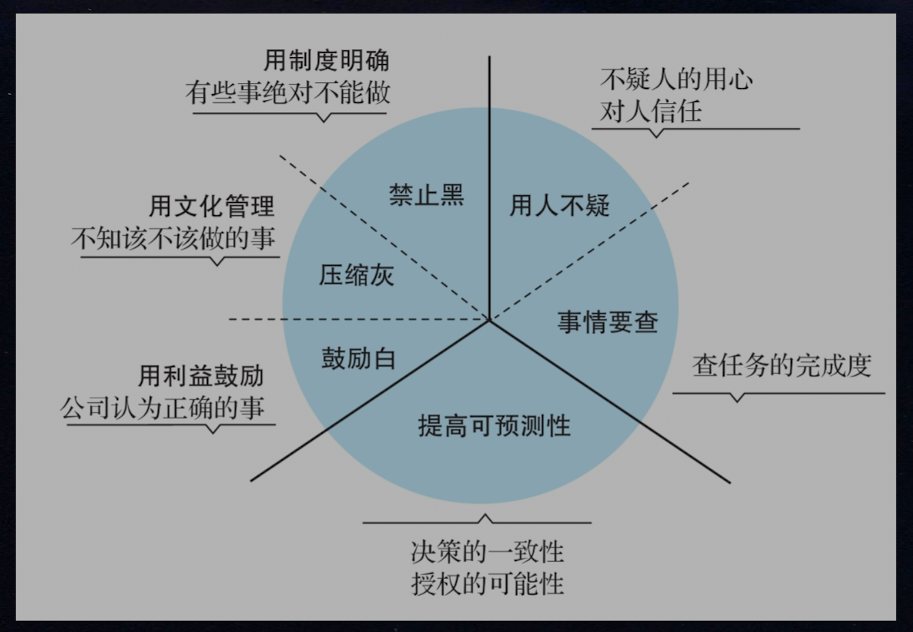 用制度明确
有些事绝对不能做
不疑人的用心
对人信任
禁止黑
用人不疑
用文化管理
不知该不该做的事
压缩灰
事情要查
鼓励白
用利益鼓励
公司认为正确的事
查任务的完成度
提高可预测性
决策的一致性
授权的可能性